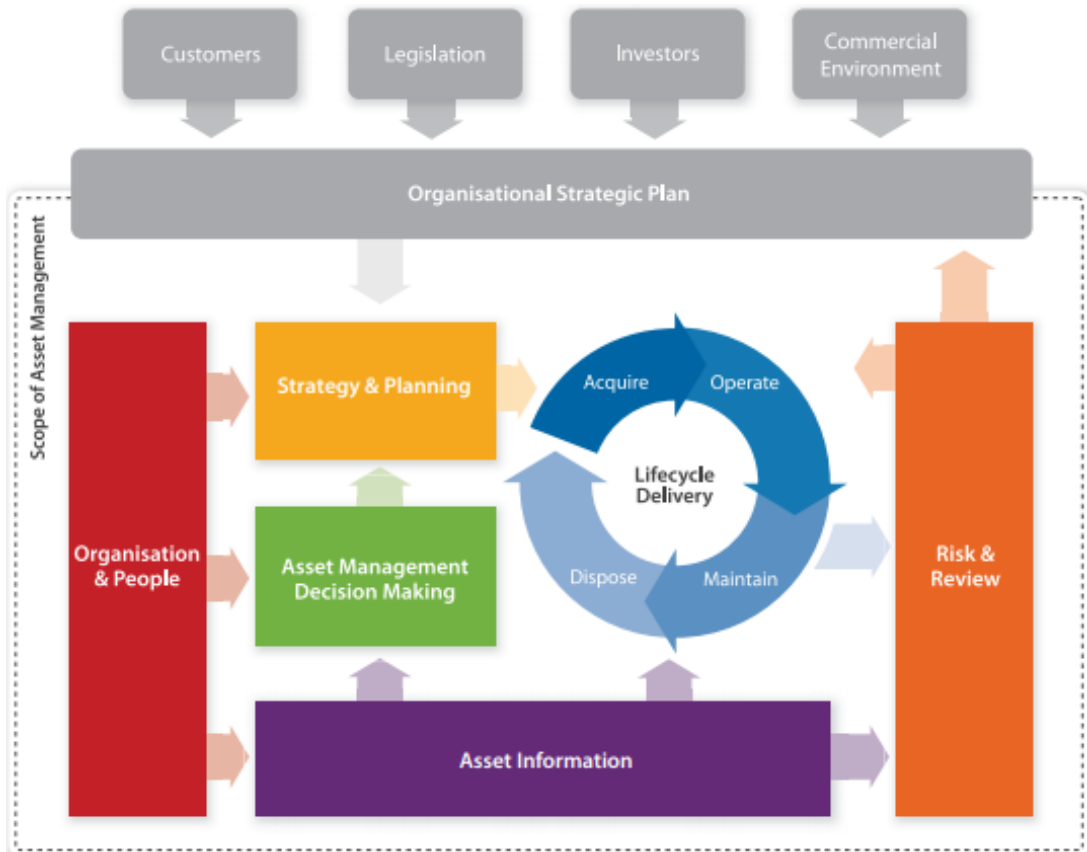 Customers
Legislation
Investors
Commercial
Environment
Organisational Strategic Plan
Scope of Asset Management
Organisation
& People
Strategy & Planning
Asset Management
Decision Making
Acquire
Operate
Lifecycle
Delivery
Dispose
Maintain
Risk &
Review
Asset Information